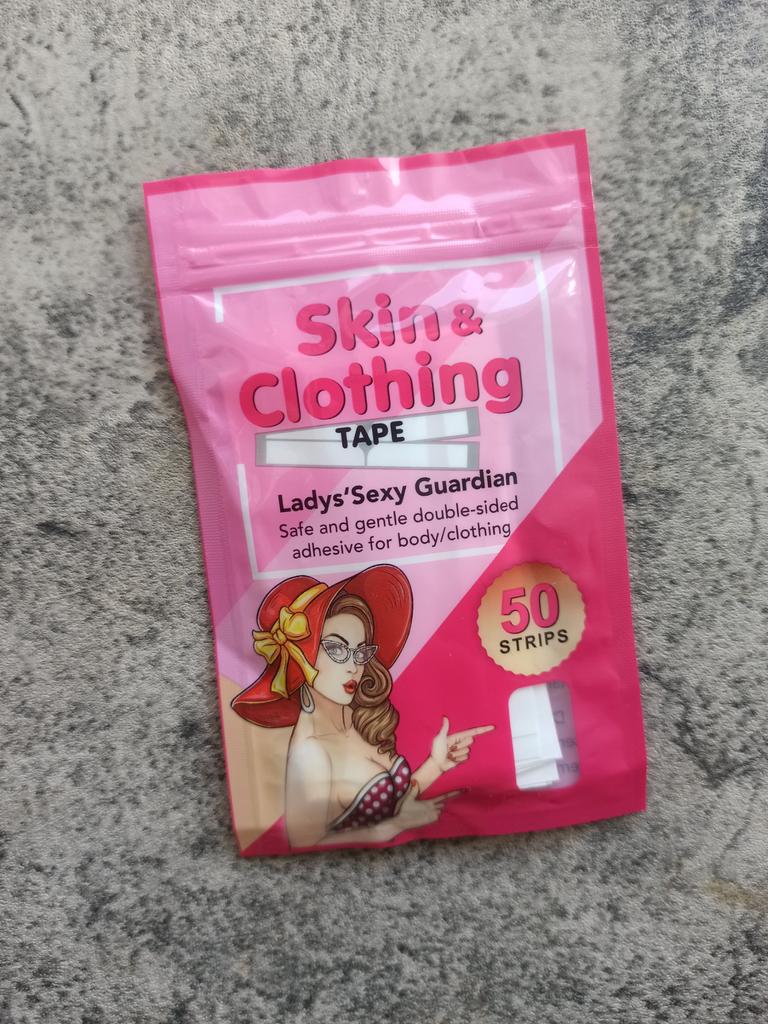 Skin &
Clothing
TAPE
Ladys'Sexy Guardian
Safe and gentle double-sided
adhesive for body/clothing
50
STRIPS